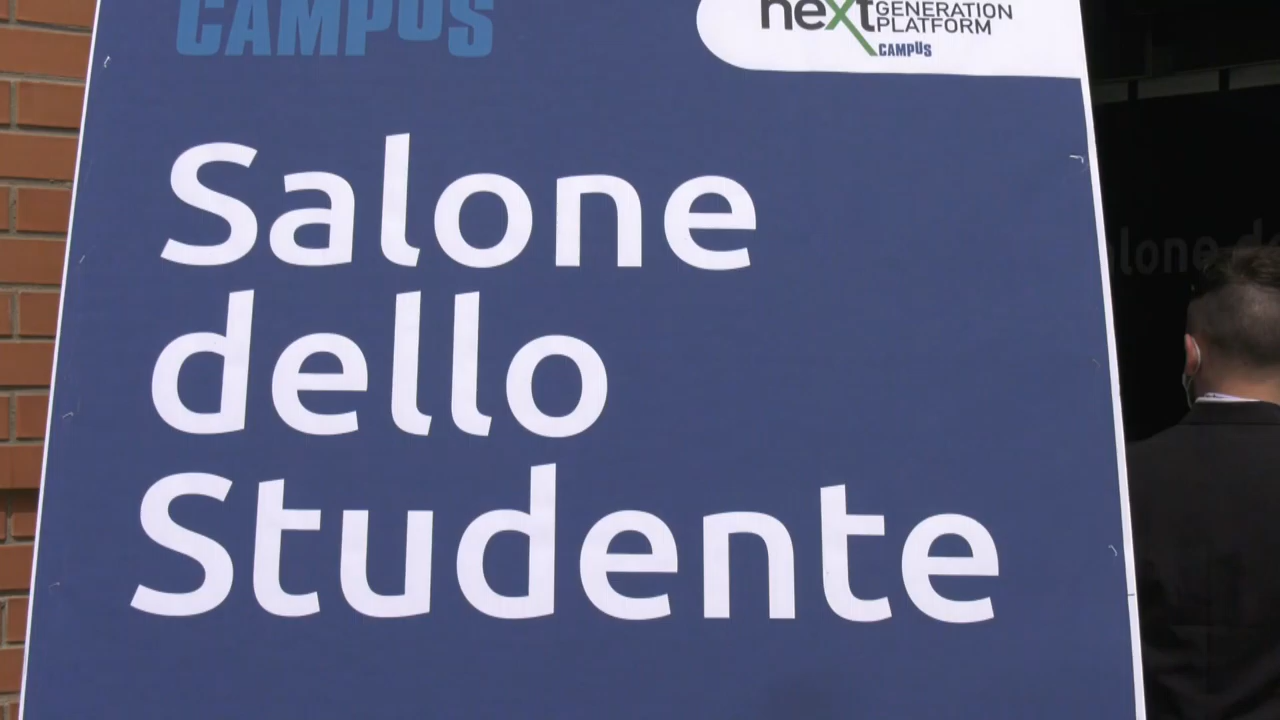 CAMPUS
next GENERATION
PLATFORM
CAMPUS
Salone
dello
Studente